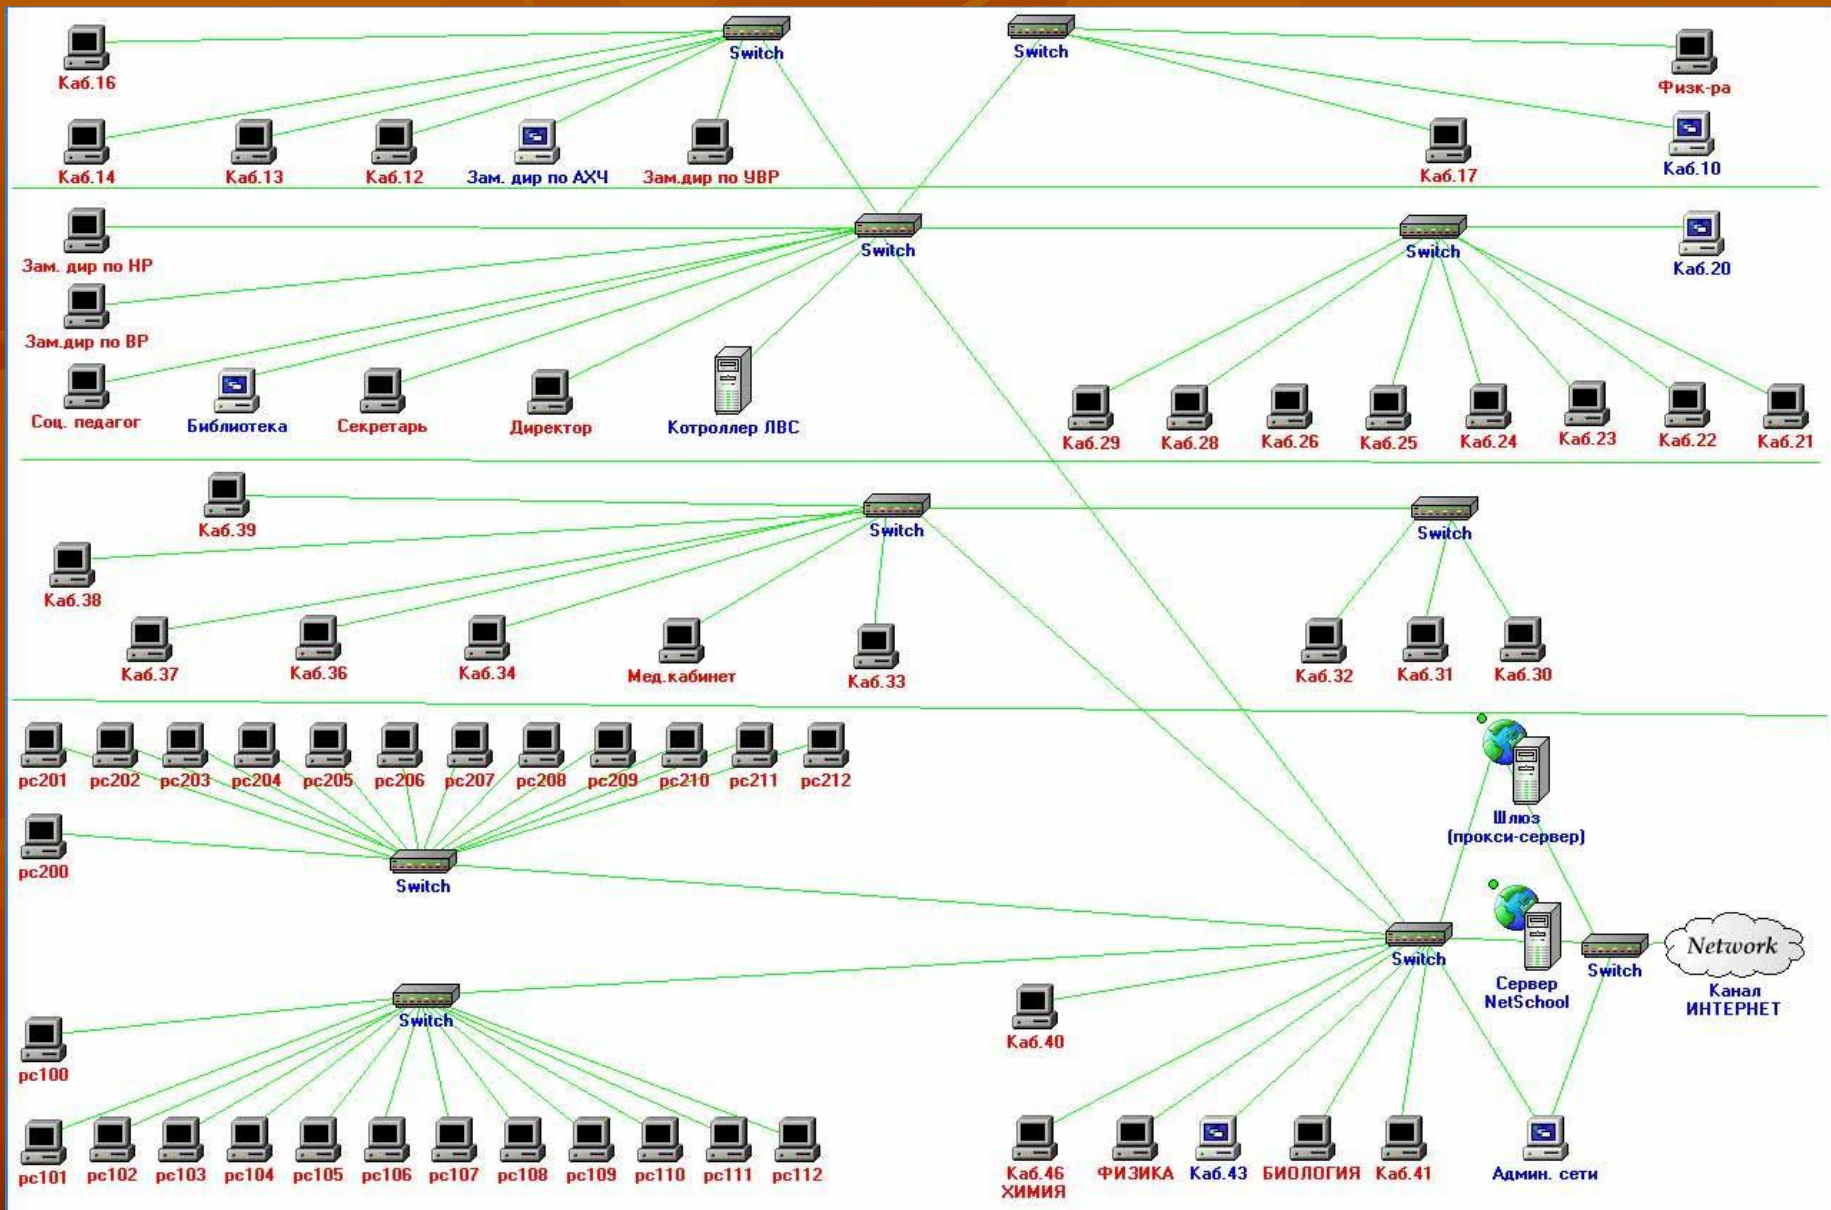 Switch
Switch
Каб.16
Физк-ра
Каб.14
Каб.13
Каб.12
Зам. дир по АХЧ
Зам.дир по УВР
Каб.17
Каб.10
Зам. дир по НР
Switch
Switch
Каб.20
Зам.дир по ВР
Соц. педагог
Библиотека
Секретарь
Директор
Котроллер ЛВС
Каб.29
Каб.28
Каб.26
Каб.25
Каб.24
Каб.23
Каб.22
Каб.21
Каб.39
Switch
Switch
Каб.38
Каб.37
Каб.36
Каб.34
Мед.кабинет
Каб.33
Каб.32
Каб.31
Каб.30
pc201
pc202
pc203
pc204
pc205
pc206
pc207
pc208
pc209
pc210
pc211
pc212
Шлюз
(прокси-сервер)
pc200
Switch
Switch
Сервер
NetSchool
Switch
Network
Канал
ИНТЕРНЕТ
Switch
Каб.40
pc100
pc101
pc102
pc103
pc104
pc105
pc106
pc107
pc108
pc109
pc110
pc111
pc112
Каб.46
ХИМИЯ
ФИЗИКА
Каб.43
БИОЛОГИЯ
Каб.41
Админ. сети